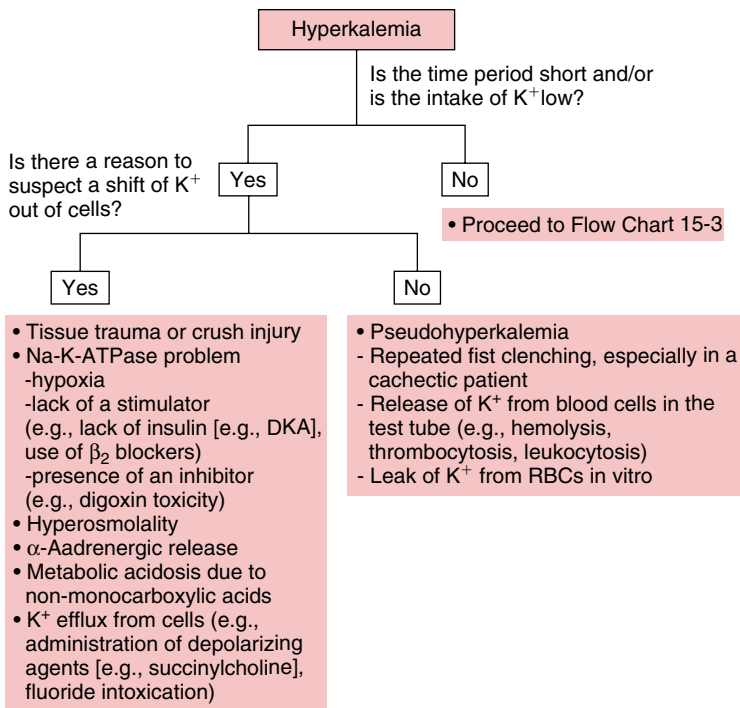 Hyperkalemia
Is the time period short and/or
is the intake of K⁺ low?
Is there a reason to
suspect a shift of K⁺
out of cells?
Yes
No
• Proceed to Flow Chart 15-3
Yes
No
• Tissue trauma or crush injury
• Na-K-ATPase problem
-hypoxia
-lack of a stimulator
(e.g., lack of insulin [e.g., DKA],
use of β₂ blockers)
-presence of an inhibitor
(e.g., digoxin toxicity)
• Hyperosmolality
• α-Aadrenergic release
• Metabolic acidosis due to
non-monocarboxylic acids
• K⁺ efflux from cells (e.g.,
administration of depolarizing
agents [e.g., succinylcholine],
fluoride intoxication)
• Pseudohyperkalemia
- Repeated fist clenching, especially in a
cachectic patient
- Release of K⁺ from blood cells in the
test tube (e.g., hemolysis,
thrombocytosis, leukocytosis)
- Leak of K⁺ from RBCs in vitro